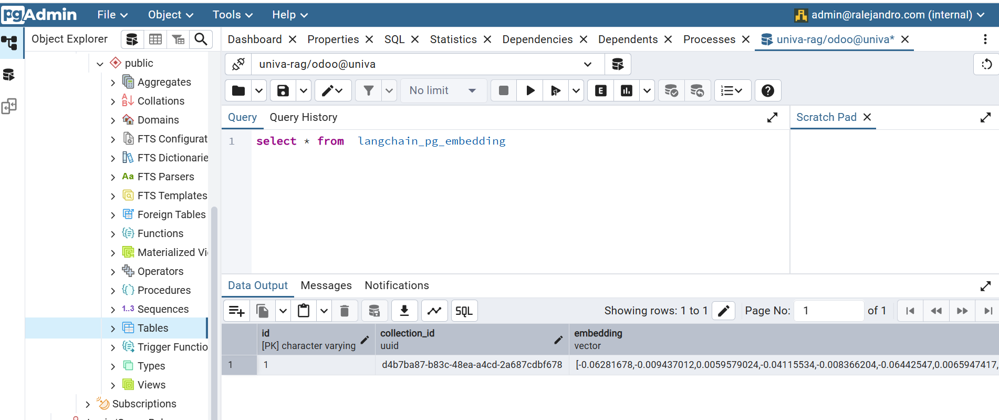 pgAdmin File Object Tools Help admin@ralejandro.com (internal)
Object Explorer
Dashboard Properties SQL Statistics Dependencies Dependents Processes univa-rag/odoo@univa*
public
Aggregates
Collations
Domains
FTS Configurat
FTS Dictionarie
FTS Parsers
FTS Templates
Foreign Tables
Functions
Materialized Vi
Operators
Procedures
1..3 Sequences
Tables
Trigger Functio
Types
Views
Subscriptions
univa-rag/odoo@univa
No limit
E
Query Query History
Scratch Pad
1 select * from langchain_pg_embedding
Data Output Messages Notifications
SQL Showing rows: 1 to 1 Page No: 1 of 1
id collection_id embedding
[PK] character varying uuid vector
1 1 d4b7ba87-b83c-48ea-a4cd-2a687cdbf678 [-0.06281678,-0.009437012,0.0059579024,-0.04115534,-0.008366204,-0.06442547,0.0065947417,